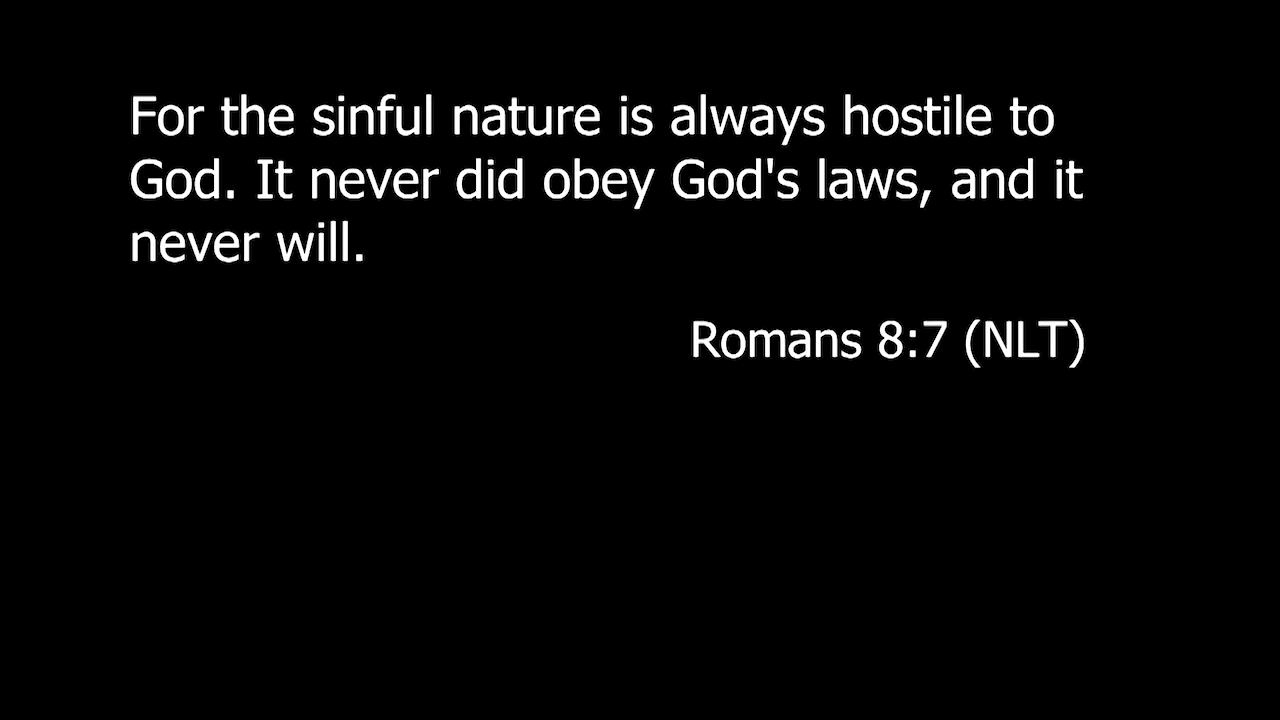 For the sinful nature is always hostile to
God. It never did obey God's laws, and it
never will.
Romans 8:7 (NLT)